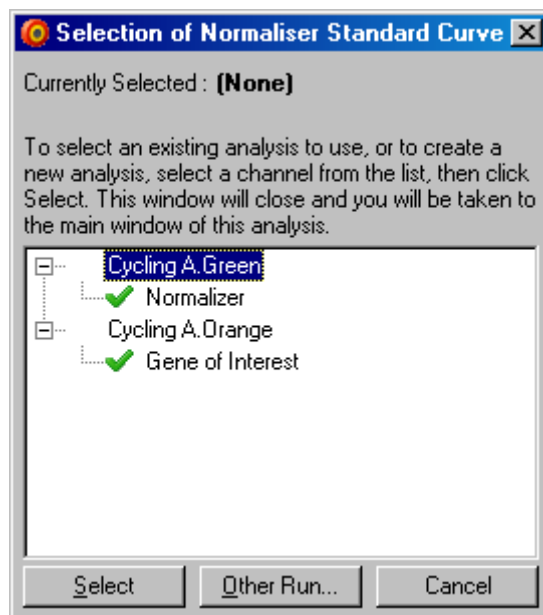 Selection of Normaliser Standard Curve
Currently Selected : (None)
To select an existing analysis to use, or to create a
new analysis, select a channel from the list, then click
Select. This window will close and you will be taken to
the main window of this analysis.
Cycling A.Green
Normalizer
Cycling A.Orange
Gene of Interest
Select Other Run... Cancel